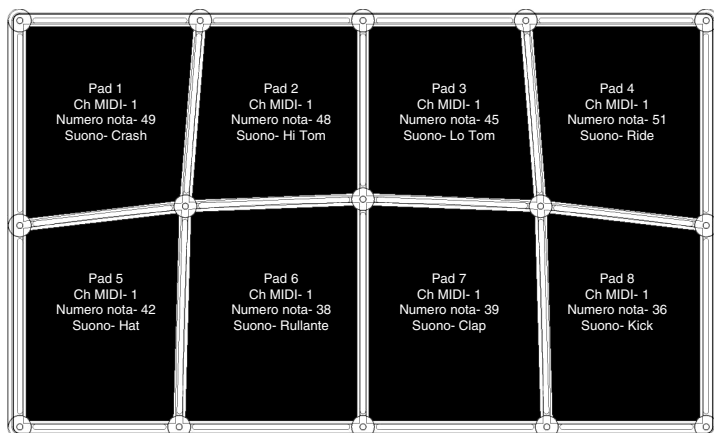 Pad 1
Ch MIDI- 1
Numero nota- 49
Suono- Crash
Pad 2
Ch MIDI- 1
Numero nota- 48
Suono- Hi Tom
Pad 3
Ch MIDI- 1
Numero nota- 45
Suono- Lo Tom
Pad 4
Ch MIDI- 1
Numero nota- 51
Suono- Ride
Pad 5
Ch MIDI- 1
Numero nota- 42
Suono- Hat
Pad 6
Ch MIDI- 1
Numero nota- 38
Suono- Rullante
Pad 7
Ch MIDI- 1
Numero nota- 39
Suono- Clap
Pad 8
Ch MIDI- 1
Numero nota- 36
Suono- Kick